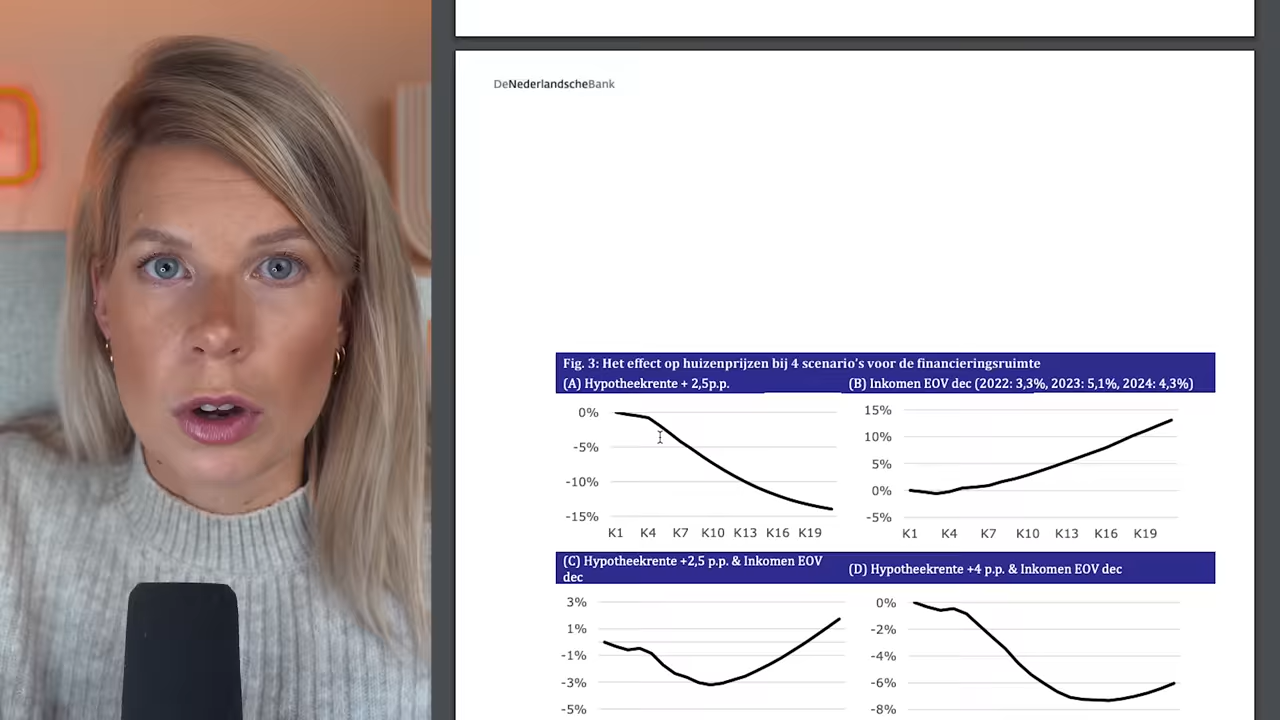 DeNederlandscheBank
Fig. 3: Het effect op huizenprijzen bij 4 scenario's voor de financieringsruimte
(A) Hypotheekrente + 2,5p.p.
(B) Inkomen EOV dec (2022: 3,3%, 2023: 5,1%, 2024: 4,3%)
0%
-5%
-10%
-15%
K1 K4 K7 K10 K13 K16 K19
15%
10%
5%
0%
-5%
K1 K4 K7 K10 K13 K16 K19
(C) Hypotheekrente +2,5 p.p. & Inkomen EOV
dec
(D) Hypotheekrente +4 p.p. & Inkomen EOV dec
3%
1%
-1%
-3%
-5%
0%
-2%
-4%
-6%
-8%